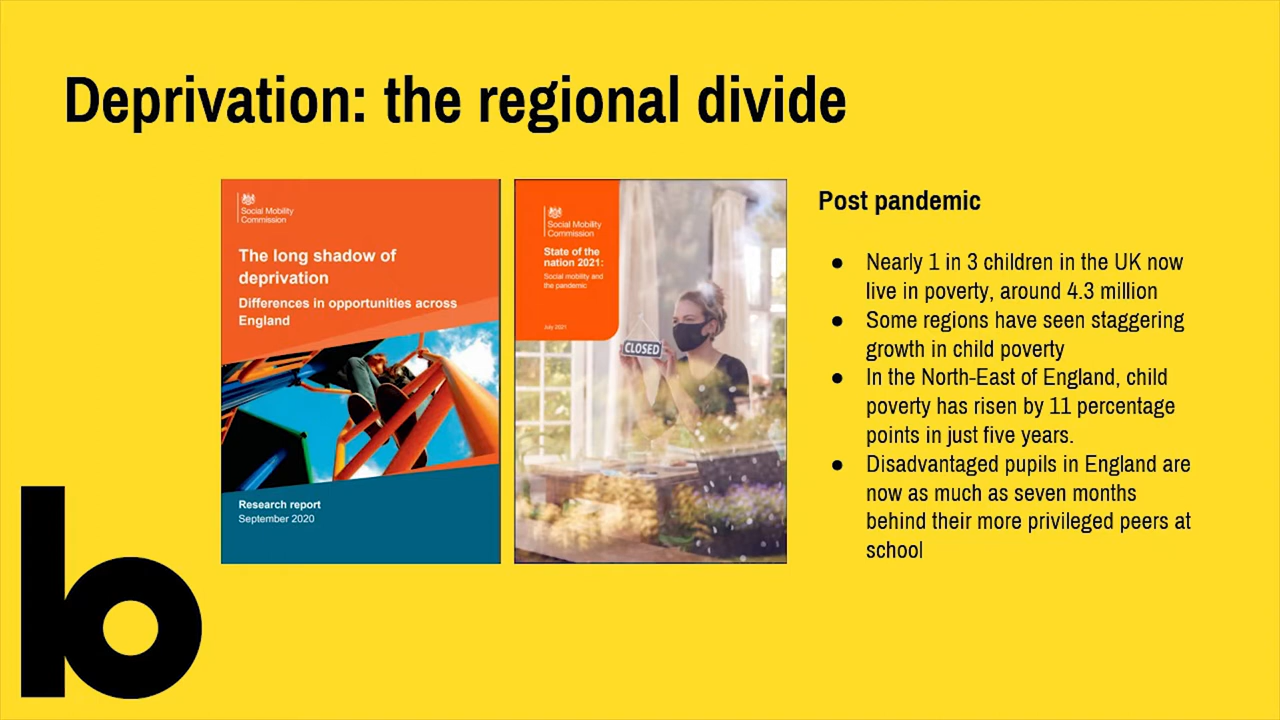 Deprivation: the regional divide
Social Mobility
Commission
The long shadow of
deprivation
Differences in opportunities across
England
Research report
September 2020
Social Mobility
Commission
State of the
nation 2021:
Social mobility and
the pandemic
July 2021
CLOSED
Post pandemic
● Nearly 1 in 3 children in the UK now
live in poverty, around 4.3 million
● Some regions have seen staggering
growth in child poverty
● In the North-East of England, child
poverty has risen by 11 percentage
points in just five years.
● Disadvantaged pupils in England are
now as much as seven months
behind their more privileged peers at
school
b